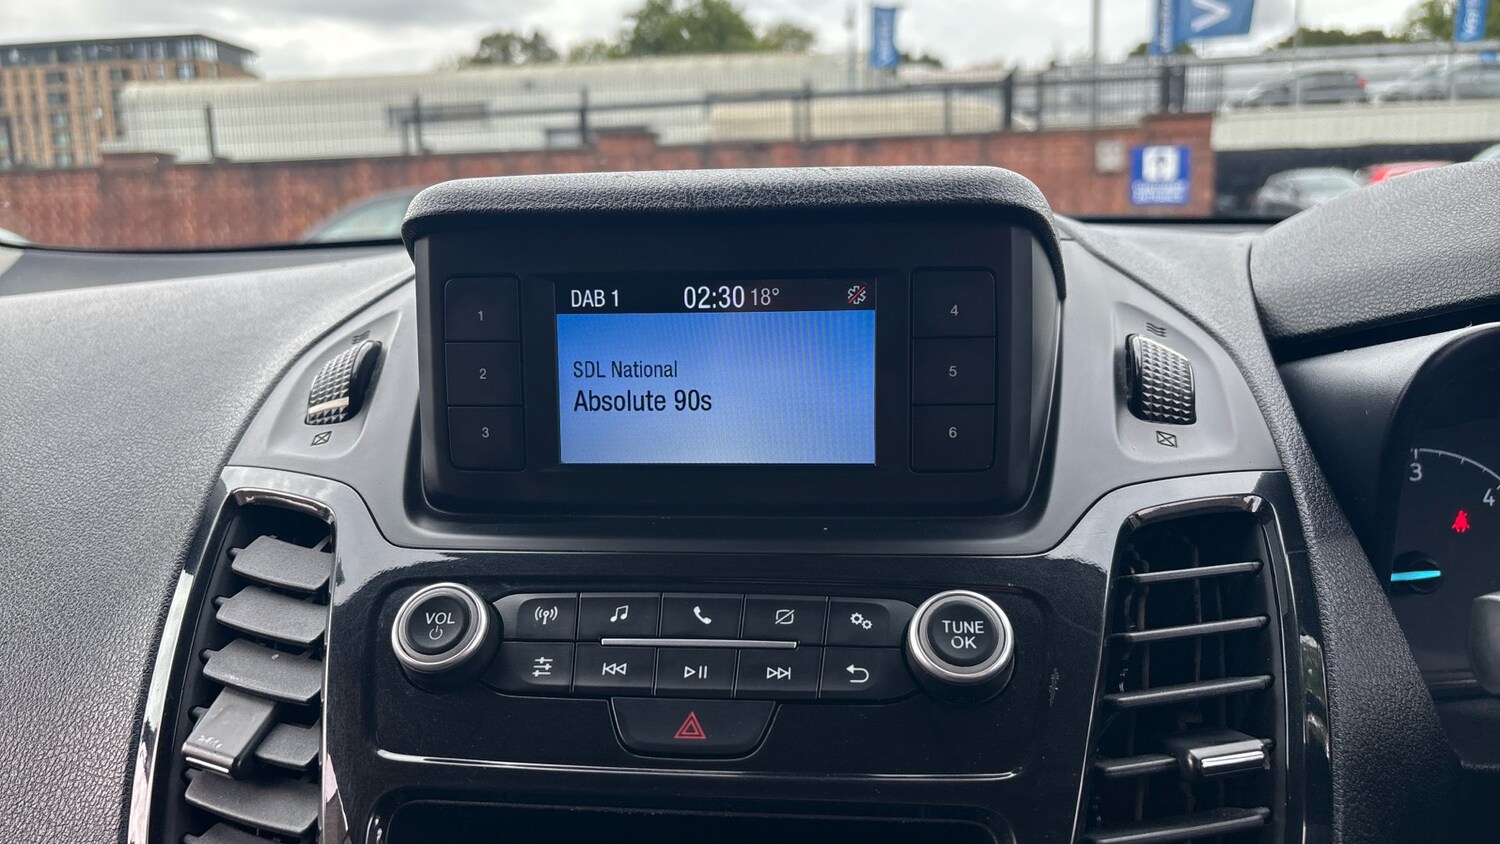 DAB 1 02:30 18°
SDL National
Absolute 90s
1
2
3
4
5
6
VOL
TUNE
OK
3
4